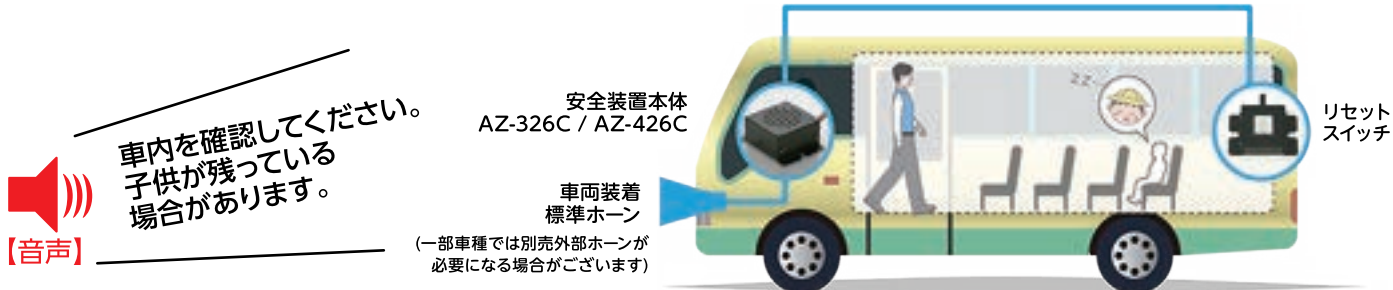 車内を確認してください。
子供が残っている
場合があります。
【音声】
安全装置本体
AZ-326C / AZ-426C
車両装着
標準ホーン
(一部車種では別売外部ホーンが
必要になる場合がございます)
zz
リセット
スイッチ